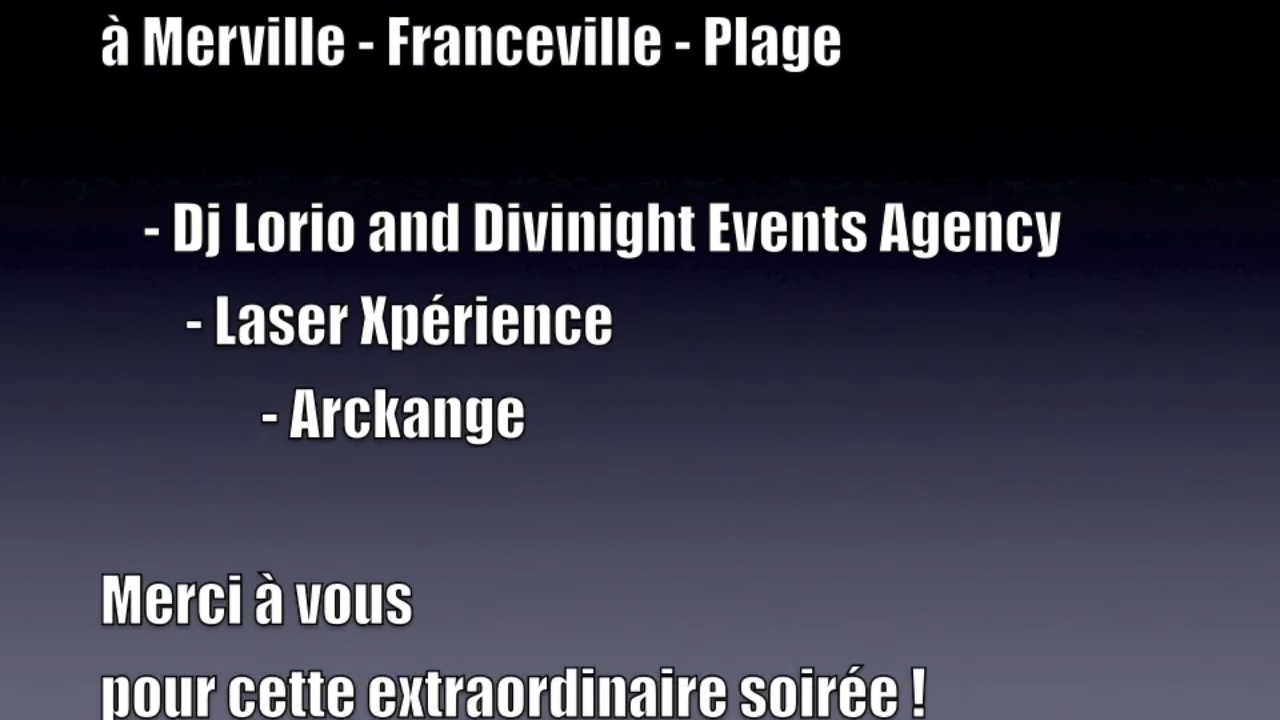 à Merville - Franceville - Plage
- Dj Lorio and Divinight Events Agency
- Laser Xpérience
- Arckange
Merci à vous
pour cette extraordinaire soirée !